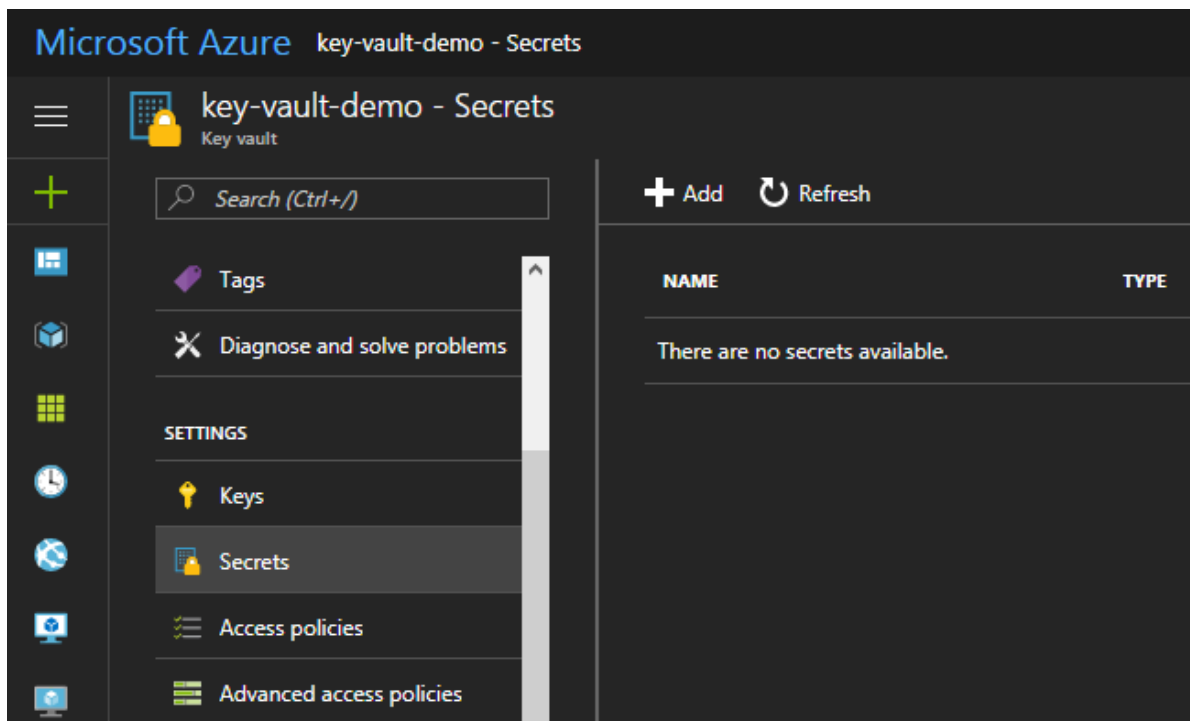 Microsoft Azure key-vault-demo - Secrets
key-vault-demo - Secrets
Key vault
Search (Ctrl+/)
Tags
Diagnose and solve problems
SETTINGS
Keys
Secrets
Access policies
Advanced access policies
Add Refresh
NAME TYPE
There are no secrets available.